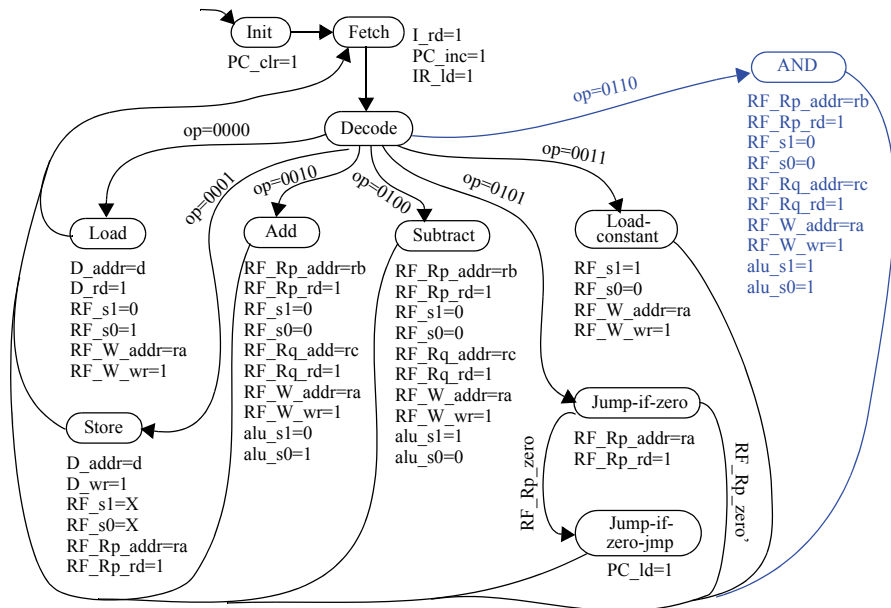 Init
PC_clr=1
Fetch
I_rd=1
PC_inc=1
IR_ld=1
Decode
op=0000
op=0001
op=0010
op=0100
op=0101
op=0011
op=0110
AND
RF_Rp_addr=rb
RF_Rp_rd=1
RF_s1=0
RF_s0=0
RF_Rq_addr=rc
RF_Rq_rd=1
RF_W_addr=ra
RF_W_wr=1
alu_s1=1
alu_s0=1
Load
D_addr=d
D_rd=1
RF_s1=0
RF_s0=1
RF_W_addr=ra
RF_W_wr=1
Add
RF_Rp_addr=rb
RF_Rp_rd=1
RF_s1=0
RF_s0=0
RF_Rq_add=rc
RF_Rq_rd=1
RF_W_addr=ra
RF_W_wr=1
alu_s1=0
alu_s0=1
Subtract
RF_Rp_addr=rb
RF_Rp_rd=1
RF_s1=0
RF_s0=0
RF_Rq_addr=rc
RF_Rq_rd=1
RF_W_addr=ra
RF_W_wr=1
alu_s1=1
alu_s0=0
Load-
constant
RF_s1=1
RF_s0=0
RF_W_addr=ra
RF_W_wr=1
Store
D_addr=d
D_wr=1
RF_s1=X
RF_s0=X
RF_Rp_addr=ra
RF_Rp_rd=1
Jump-if-zero
RF_Rp_addr=ra
RF_Rp_rd=1
RF_Rp_zero
RF_Rp_zero’
Jump-if-
zero-jmp
PC_ld=1